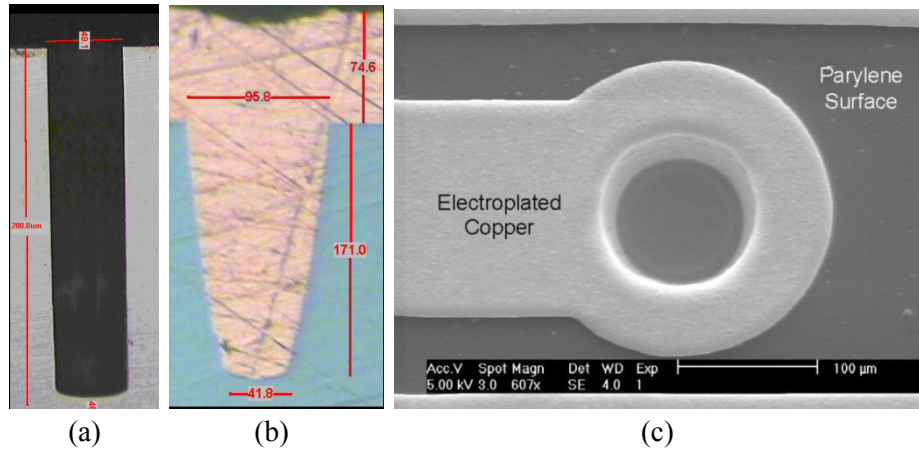 49.1
200.0um
95.8
74.6
171.0
41.8
Parylene
Surface
Electroplated
Copper
Acc.V Spot Magn Det WD Exp
5.00 kV 3.0 607x SE 4.0 1
100 µm
(a)
(b)
(c)